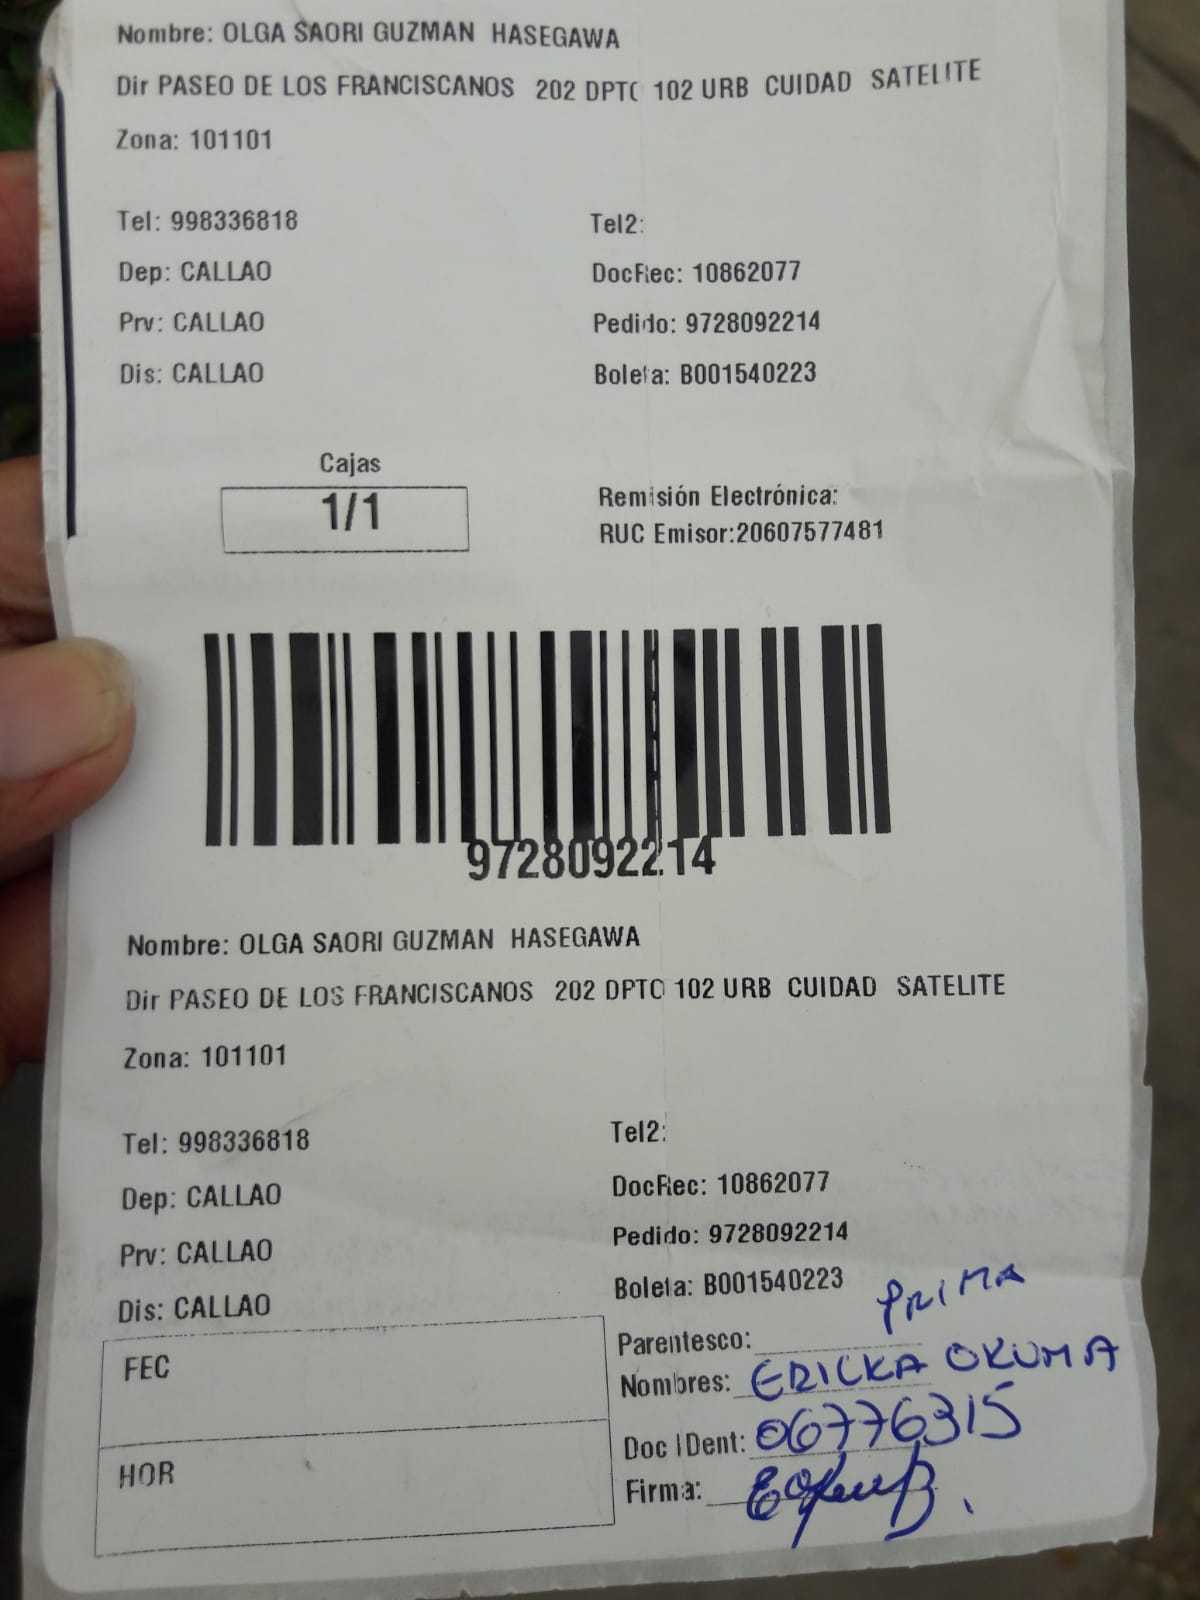 Nombre: OLGA SAORI GUZMAN HASEGAWA
Dir PASEO DE LOS FRANCISCANOS 202 DPTO 102 URB CUIDAD SATELITE
Zona: 101101
Tel: 998336818 Tel2:
Dep: CALLAO DocRec: 10862077
Prv: CALLAO Pedido: 9728092214
Dis: CALLAO Boleta: B001540223
Cajas
1/1
Remisión Electrónica:
RUC Emisor:20607577481
9728092214
Nombre: OLGA SAORI GUZMAN HASEGAWA
Dir PASEO DE LOS FRANCISCANOS 202 DPTO 102 URB CUIDAD SATELITE
Zona: 101101
Tel: 998336818 Tel2:
Dep: CALLAO DocRec: 10862077
Prv: CALLAO Pedido: 9728092214
Dis: CALLAO Boleta: B001540223
FEC
HOR
Parentesco: PRIMA
Nombres: ERICKA OKUMA
Doc IDent: 06776315
Firma: